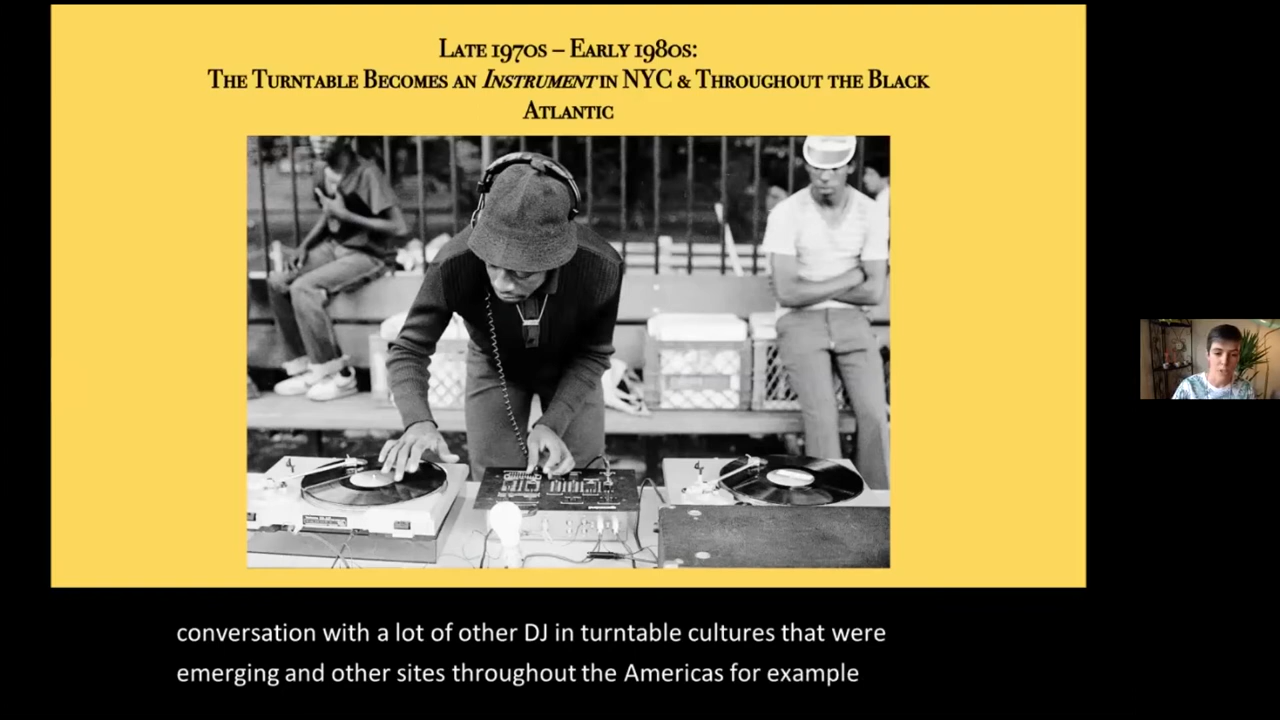 Late 1970s – Early 1980s:
The Turntable Becomes an Instrument in NYC & Throughout the Black
Atlantic
conversation with a lot of other DJ in turntable cultures that were
emerging and other sites throughout the Americas for example